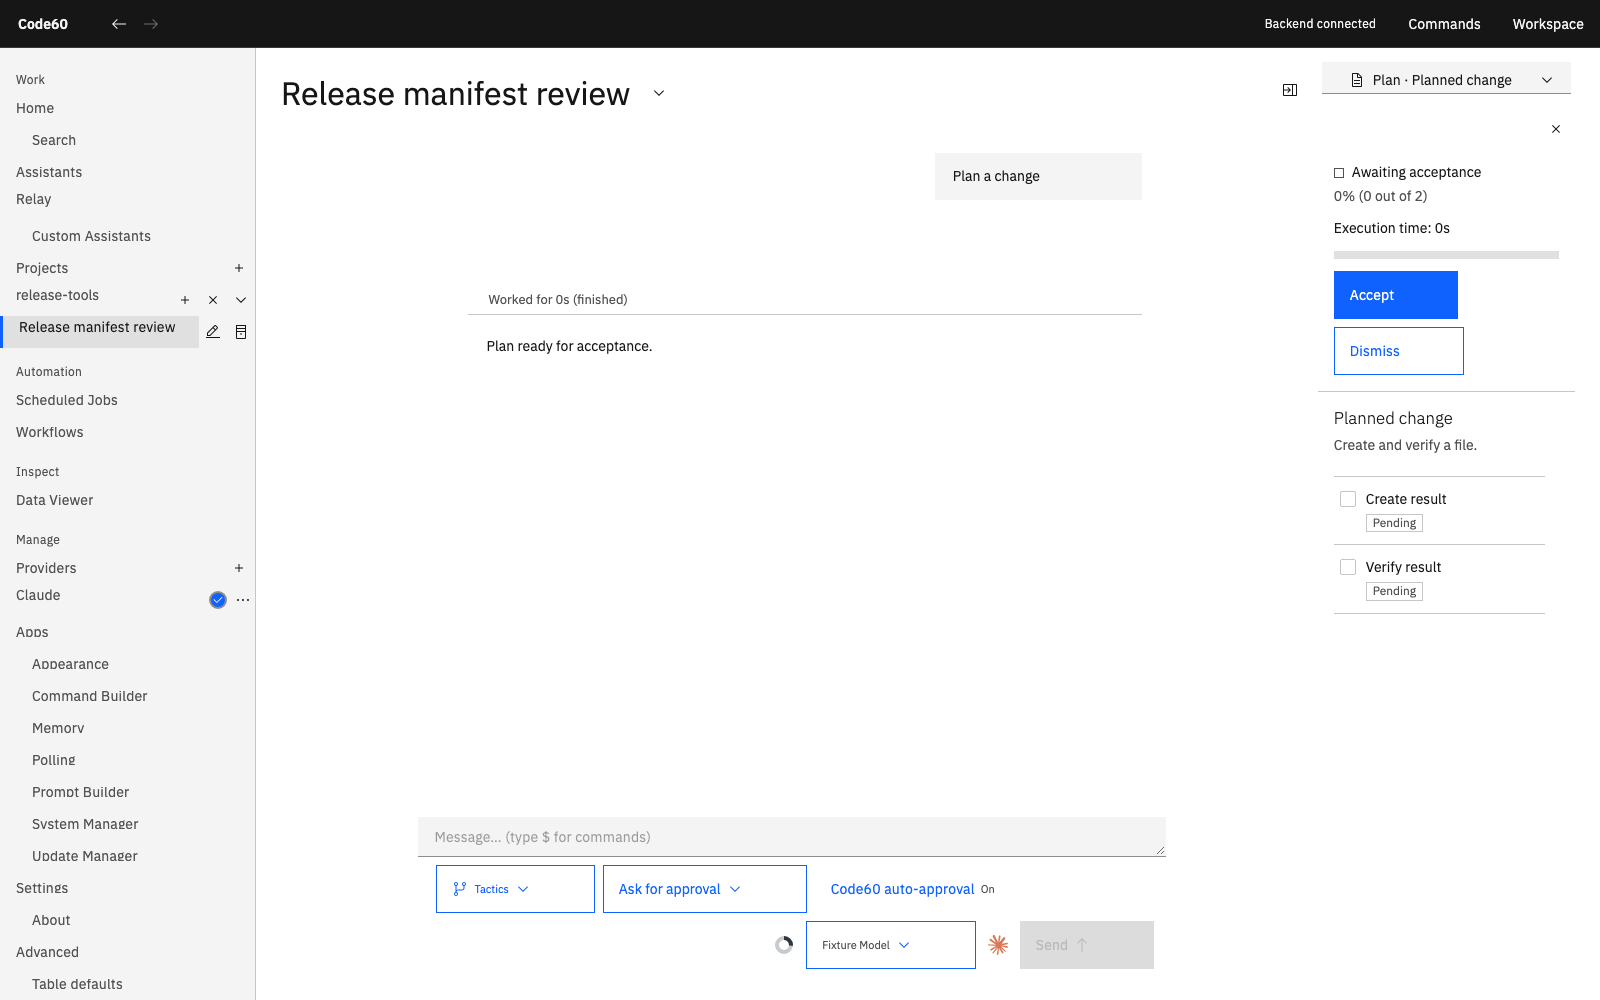 Code60
Backend connected
Commands
Workspace
Work
Home
Search
Assistants
Relay
Custom Assistants
Projects
release-tools
Release manifest review
Automation
Scheduled Jobs
Workflows
Inspect
Data Viewer
Manage
Providers
Claude
Apps
Appearance
Command Builder
Memory
Polling
Prompt Builder
System Manager
Update Manager
Settings
About
Advanced
Table defaults
Release manifest review
Plan a change
Worked for 0s (finished)
Plan ready for acceptance.
Message... (type $ for commands)
Tactics
Ask for approval
Code60 auto-approval On
Fixture Model
Send
Plan · Planned change
Awaiting acceptance
0% (0 out of 2)
Execution time: 0s
Accept
Dismiss
Planned change
Create and verify a file.
Create result
Pending
Verify result
Pending